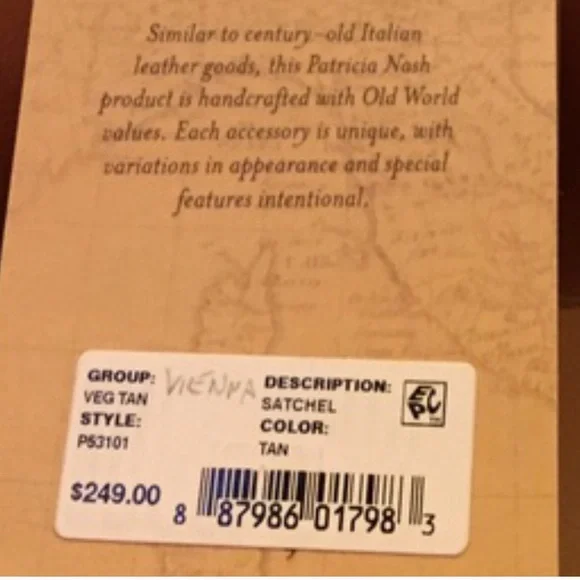 Similar to century-old Italian
leather goods, this Patricia Nash
product is handcrafted with Old World
values. Each accessory is unique, with
variations in appearance and special
features intentional.
GROUP: VIENNA DESCRIPTION:
VEG TAN SATCHEL
STYLE: COLOR:
P53101 TAN
$249.00
8 87986 01798 3